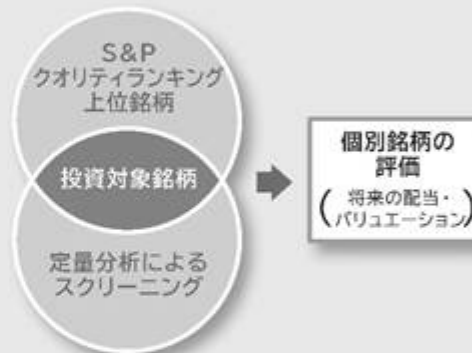 S&P
クオリティランキング
上位銘柄
投資対象銘柄
定量分析による
スクリーニング
個別銘柄の
評価
(将来の配当・
バリュエーション)